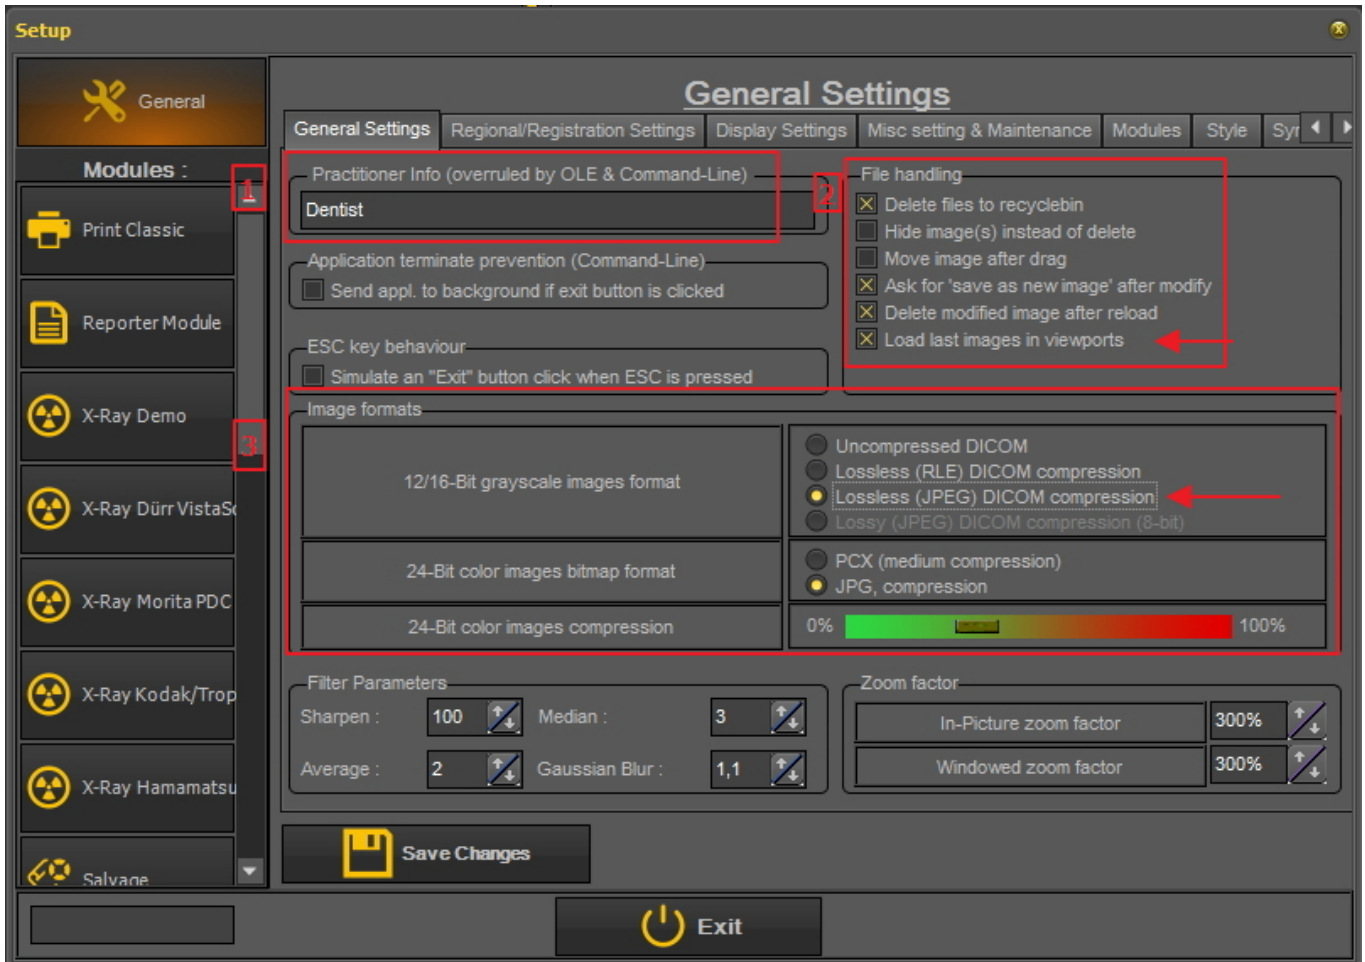 Setup
General
Modules :
1
Print Classic
Reporter Module
X-Ray Demo
3
X-Ray Dürr VistaSc
X-Ray Morita PDC
X-Ray Kodak/Trop
X-Ray Hamamatsu
Salvage
General Settings
General Settings
Regional/Registration Settings
Display Settings
Misc setting & Maintenance
Modules
Style
Syr
Practitioner Info (overruled by OLE & Command-Line)
Dentist
2
Application terminate prevention (Command-Line)
Send appl. to background if exit button is clicked
ESC key behaviour
Simulate an "Exit" button click when ESC is pressed
File handling
Delete files to recyclebin
Hide image(s) instead of delete
Move image after drag
Ask for 'save as new image' after modify
Delete modified image after reload
Load last images in viewports
Image formats
12/16-Bit grayscale images format
Uncompressed DICOM
Lossless (RLE) DICOM compression
Lossless (JPEG) DICOM compression
Lossy (JPEG) DICOM compression (8-bit)
24-Bit color images bitmap format
PCX (medium compression)
JPG, compression
24-Bit color images compression
0%
100%
Filter Parameters
Sharpen :
100
Median :
3
Average :
2
Gaussian Blur :
1,1
Zoom factor
In-Picture zoom factor
300%
Windowed zoom factor
300%
Save Changes
Exit